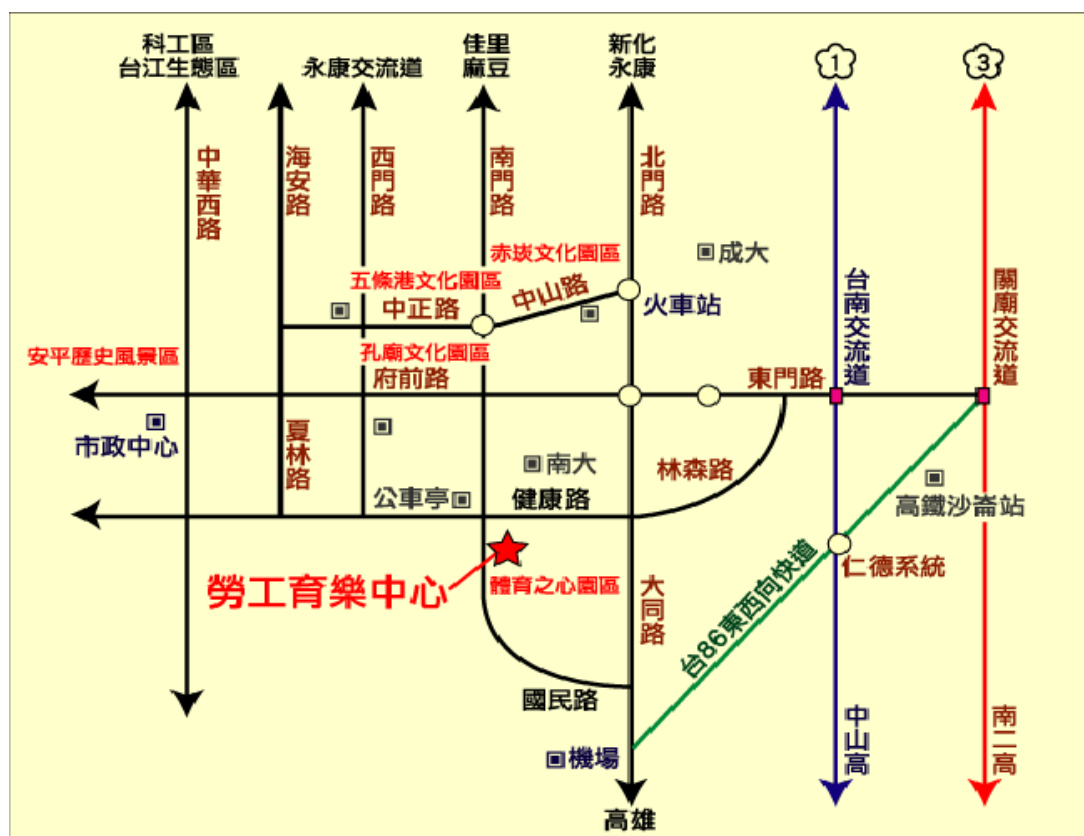 科工區
台江生態區
永康交流道
佳里
麻豆
新化
永康
1
3
中華西路
海安路
西門路
南門路
北門路
赤崁文化園區
成大
五條港文化園區
中山路
中正路
火車站
台南交流道
關廟交流道
安平歷史風景區
孔廟文化園區
府前路
東門路
市政中心
夏林路
南大
林森路
公車亭
健康路
高鐵沙崙站
仁德系統
勞工育樂中心
體育之心園區
大同路
台86東西向快道
國民路
中山高
南二高
機場
高雄